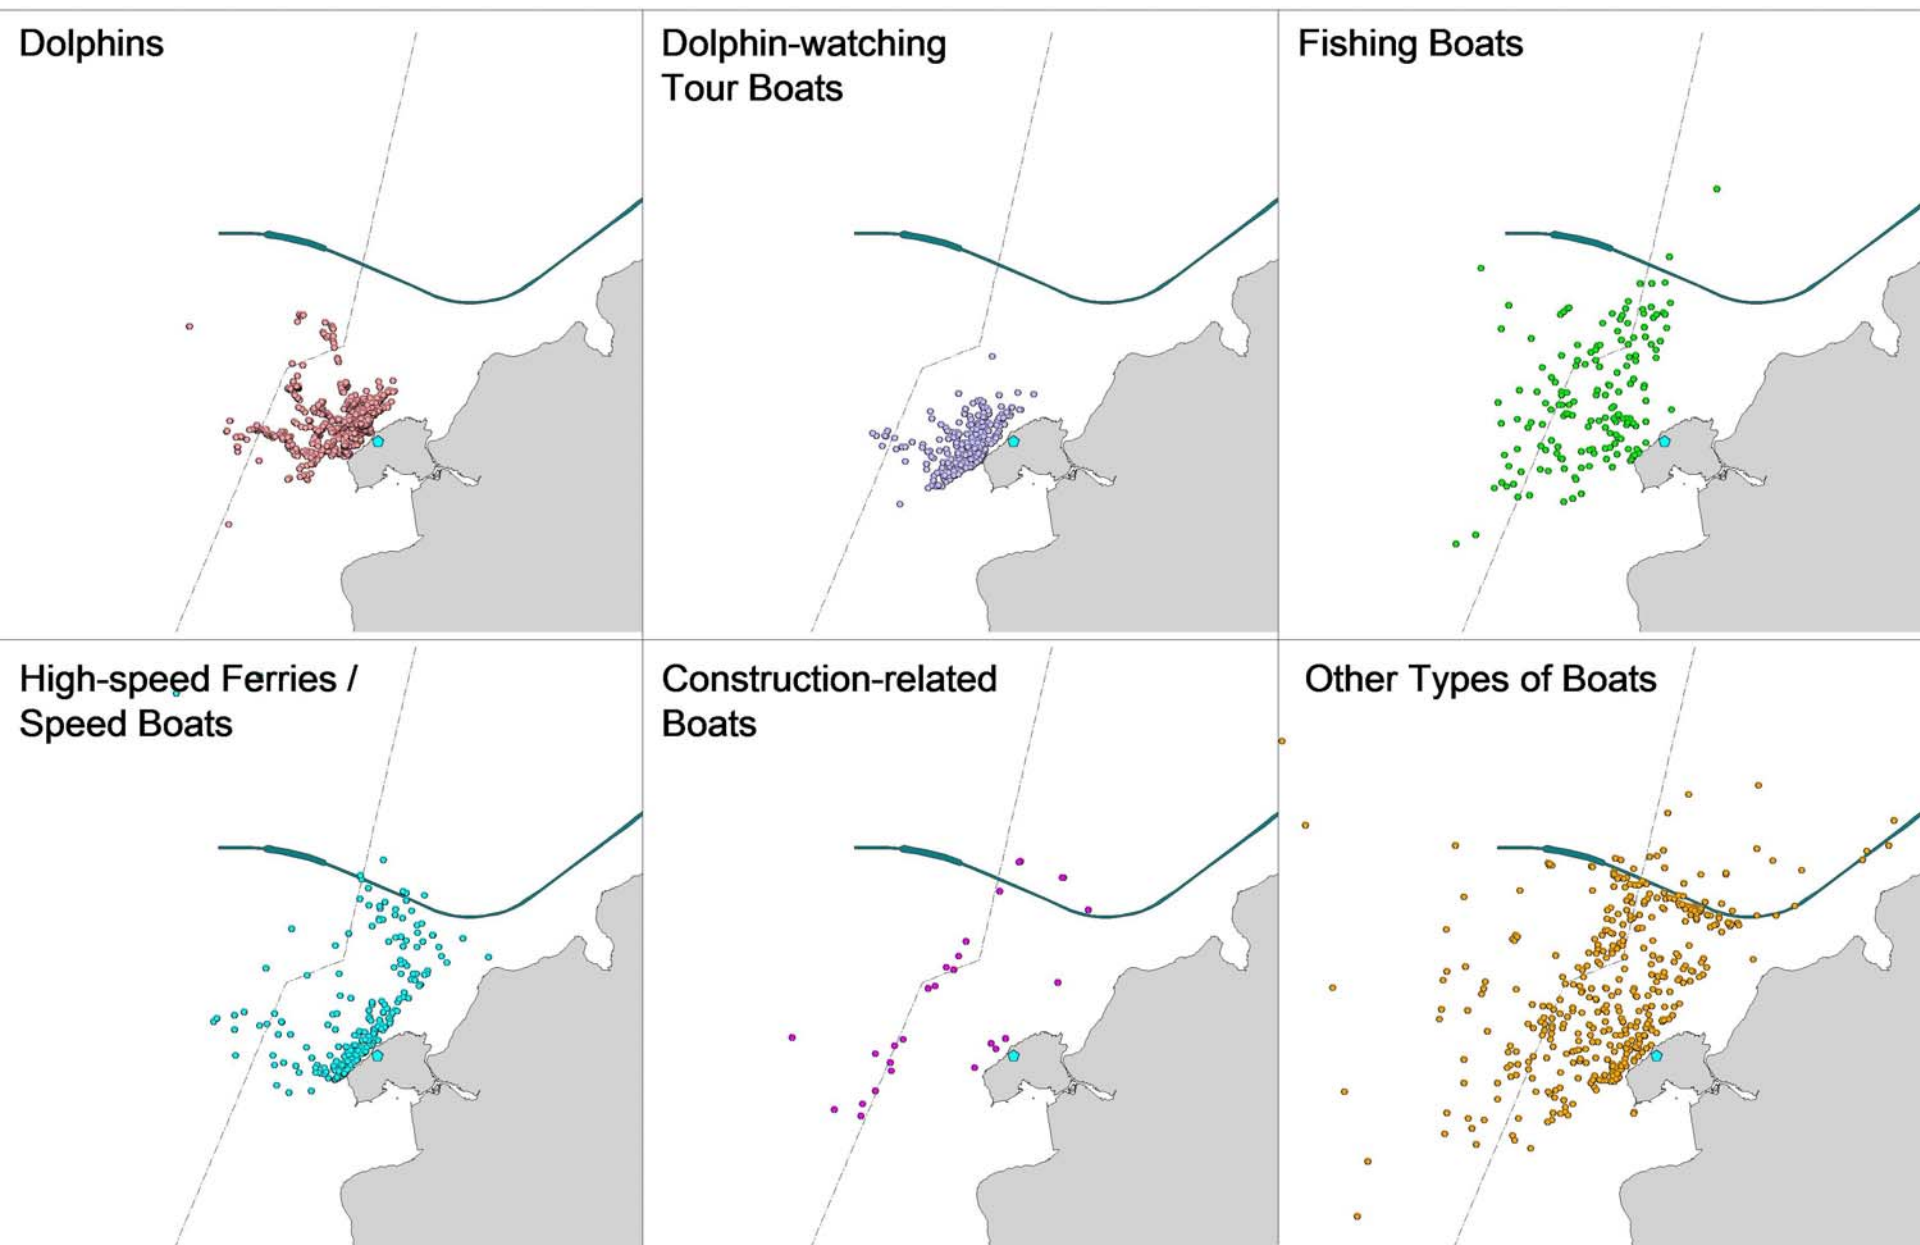 Dolphins
Dolphin-watching
Tour Boats
Fishing Boats
High-speed Ferries /
Speed Boats
Construction-related
Boats
Other Types of Boats